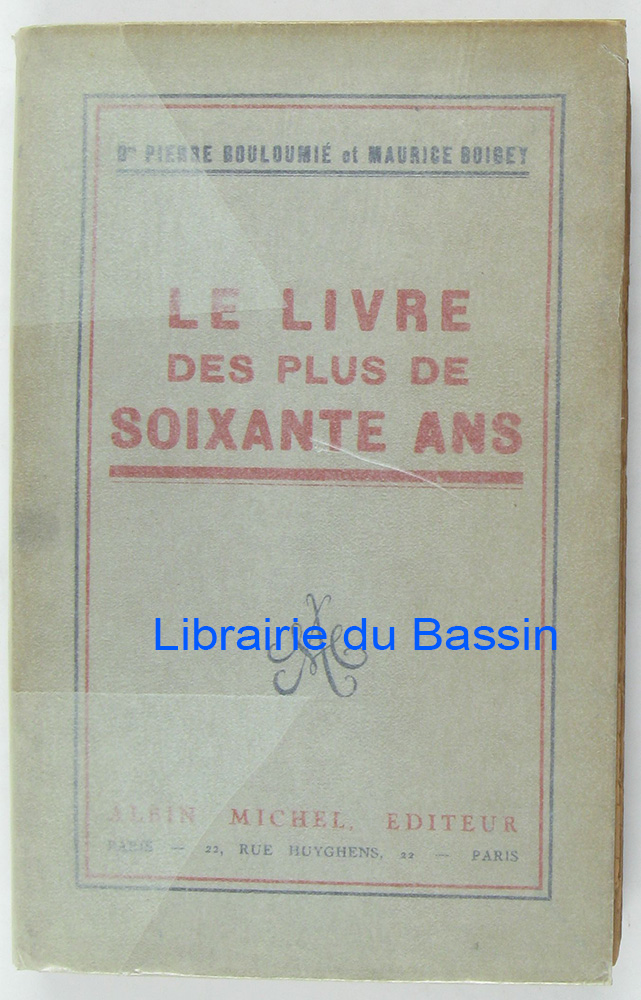 Drs PIERRE BOULOUMIÉ et MAURICE BOIGEY
LE LIVRE
DES PLUS DE
SOIXANTE ANS
Librairie du Bassin
ALBIN MICHEL, EDITEUR
PARIS — 22, RUE HUYGHENS, 22 — PARIS